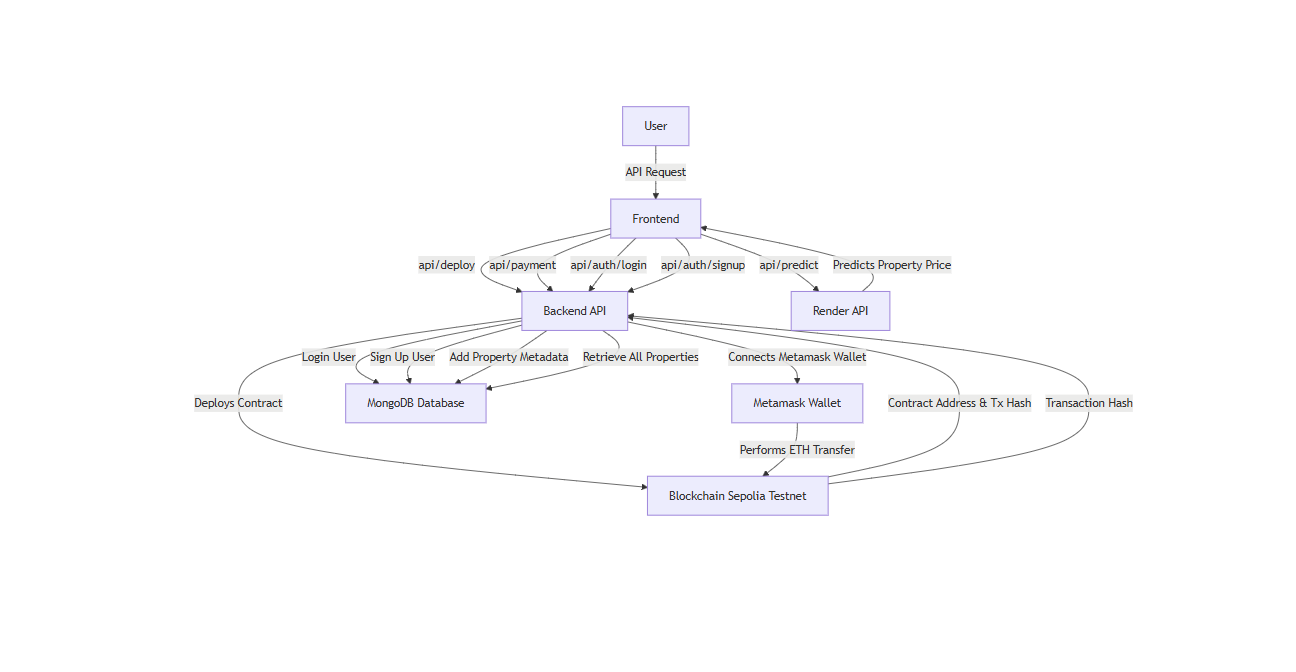 User
API Request
Frontend
api/deploy
api/payment
api/auth/login
api/auth/signup
api/predict
Predicts Property Price
Backend API
Render API
Login User
Sign Up User
Add Property Metadata
Retrieve All Properties
Connects Metamask Wallet
Deploys Contract
MongoDB Database
Metamask Wallet
Contract Address & Tx Hash
Transaction Hash
Performs ETH Transfer
Blockchain Sepolia Testnet